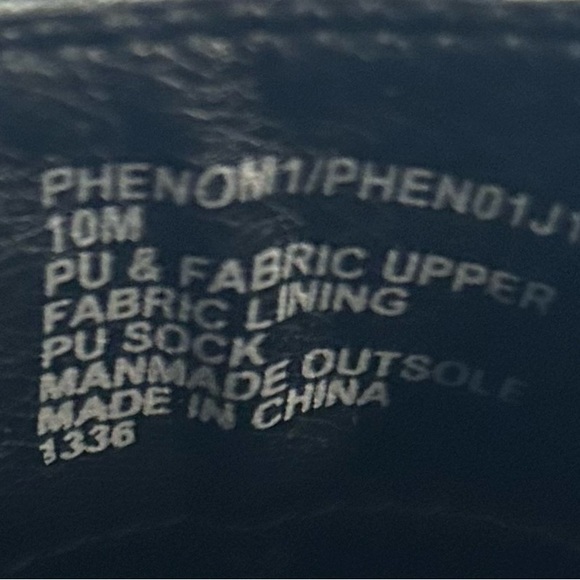 PHENOM1/PHEN01J1
10M
PU & FABRIC UPPER
FABRIC LINING
PU SOCK
MANMADE OUTSOLE
MADE IN CHINA
1336